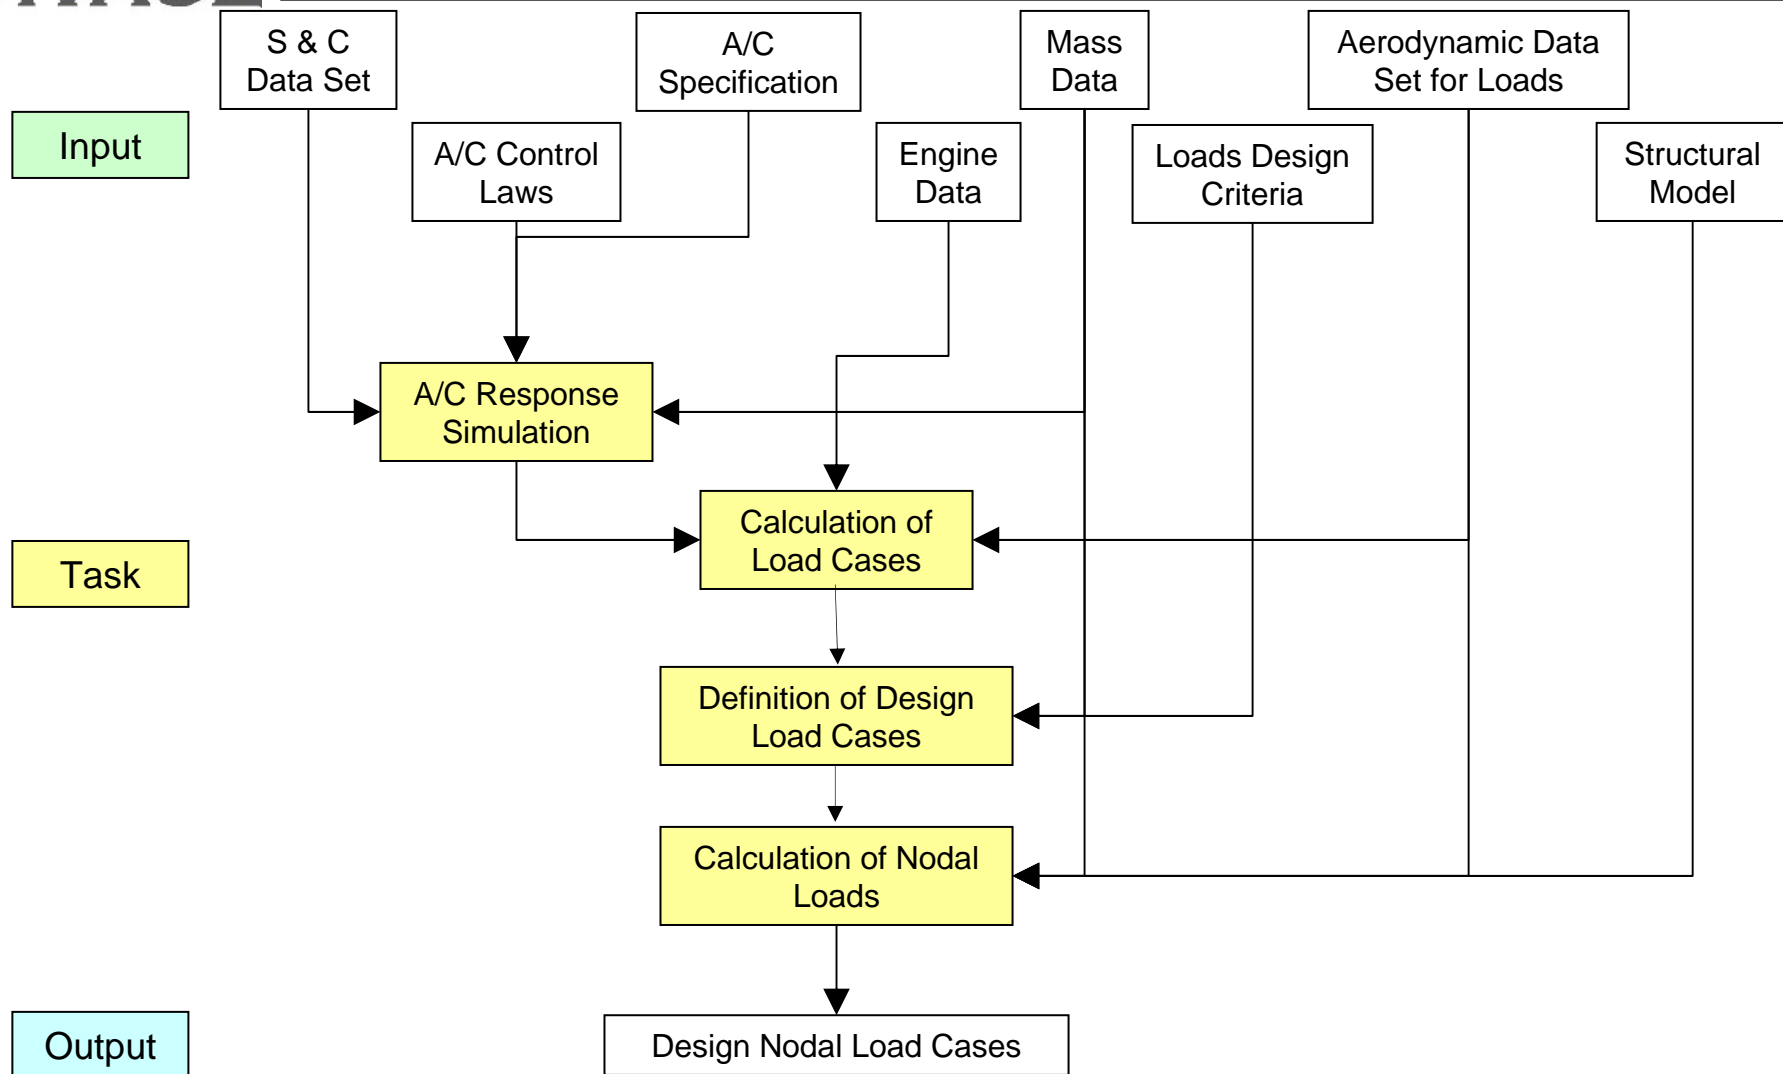 S & C
Data Set
A/C
Specification
Mass
Data
Aerodynamic Data
Set for Loads
Input
A/C Control
Laws
Engine
Data
Loads Design
Criteria
Structural
Model
A/C Response
Simulation
Calculation of
Load Cases
Task
Definition of Design
Load Cases
Calculation of Nodal
Loads
Output
Design Nodal Load Cases